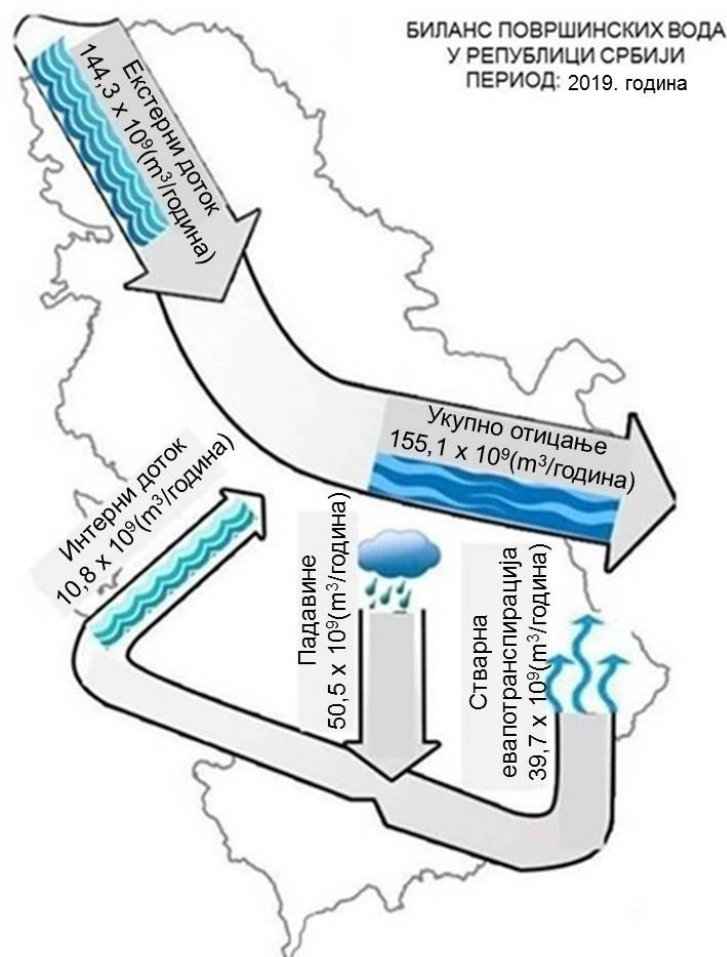 БИЛАНС ПОВРШИНСКИХ ВОДА
У РЕПУБЛИЦИ СРБИЈИ
ПЕРИОД: 2019. година
Екстерни доток
144,3 x 10⁹(m³/година)
Укупно отицање
155,1 x 10⁹(m³/година)
Интерни доток
10,8 x 10⁹(m³/година)
Падавине
50,5 x 10⁹(m³/година)
Стварна
евапотранспирација
39,7 x 10⁹(m³/година)